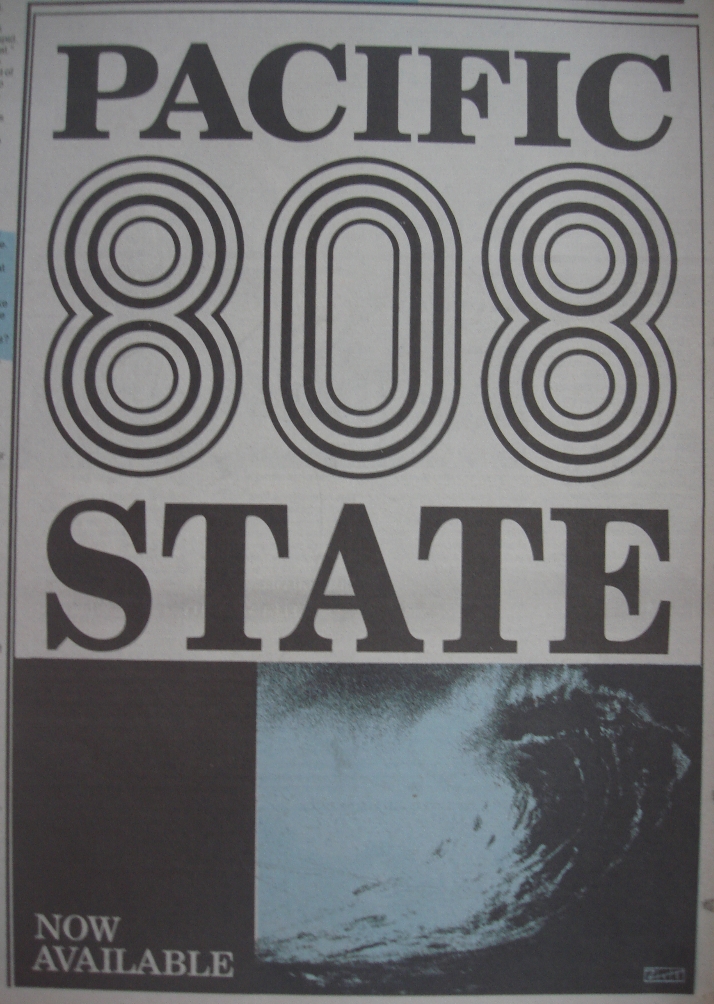 PACIFIC
808
STATE
NOW
AVAILABLE